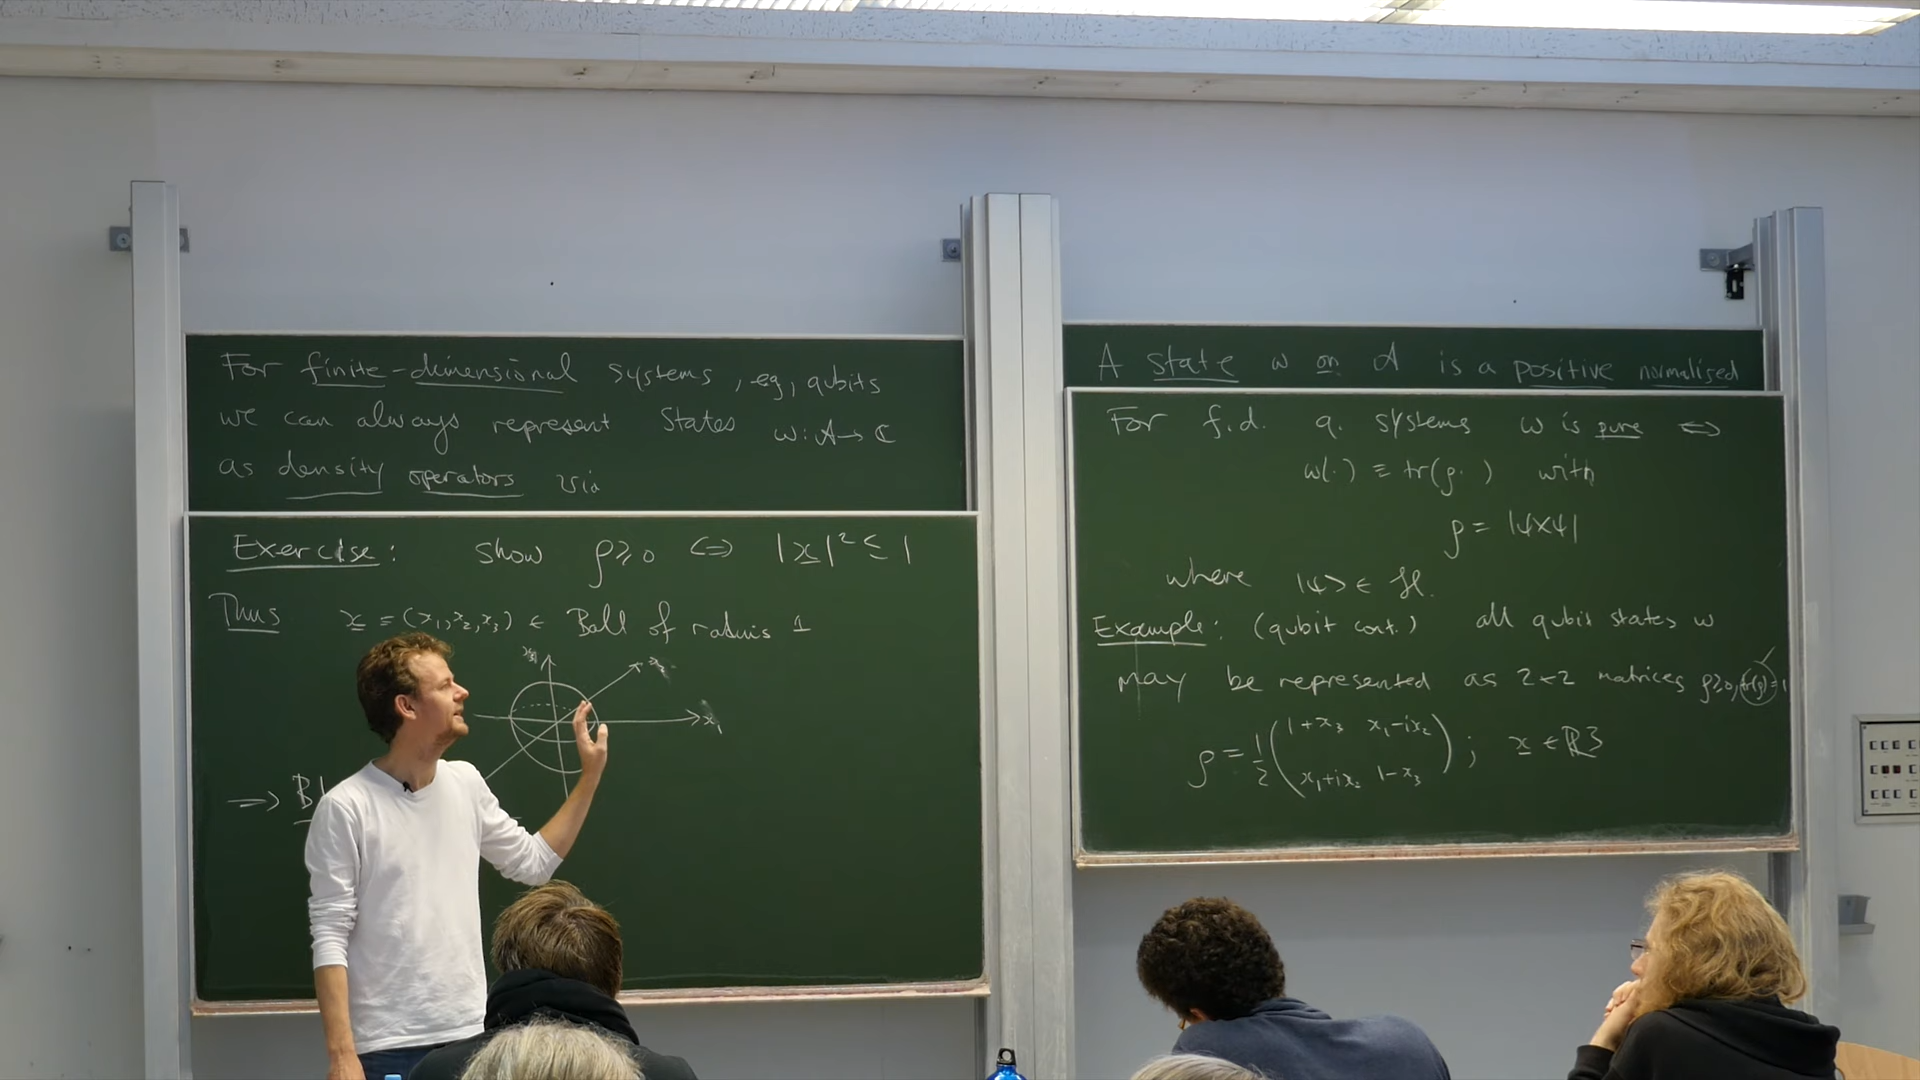 For finite-dimensional systems, eg, qubits
we can always represent states ω: A → ℂ
as density operators via
Exercise: show ρ ≥ 0 ⇔ |x|² ≤ 1
Thus x = (x₁, x₂, x₃) ∈ Ball of radius 1
x₃
x₁
⇒ Bl
A state ω on A is a positive normalised
For f.d. q. systems ω is pure ⇔
ω(·) ≡ tr(ρ·) with
ρ = |ψ⟩⟨ψ|
where |ψ⟩ ∈ ℋ.
Example: (qubit cont.) all qubit states ω
may be represented as 2×2 matrices ρ≥0, tr(ρ)=1
ρ = 1/2 ( 1+x₃ x₁-ix₂
x₁+ix₂ 1-x₃ ) ; x ∈ ℝ³